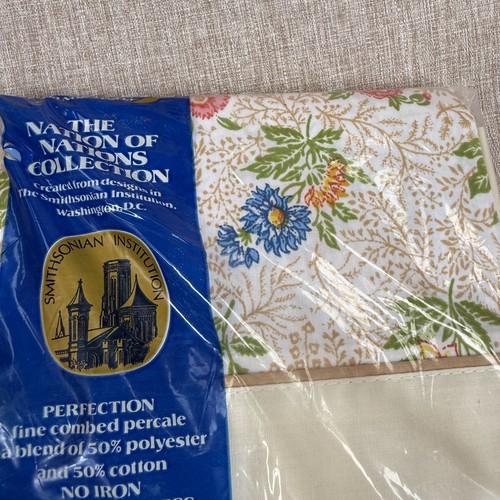 THE
NATION OF
NATIONS
COLLECTION
Created from designs in
The Smithsonian Institution,
Washington, D.C.
SMITHSONIAN INSTITUTION
PERFECTION
fine combed percale
a blend of 50% polyester
and 50% cotton
NO IRON